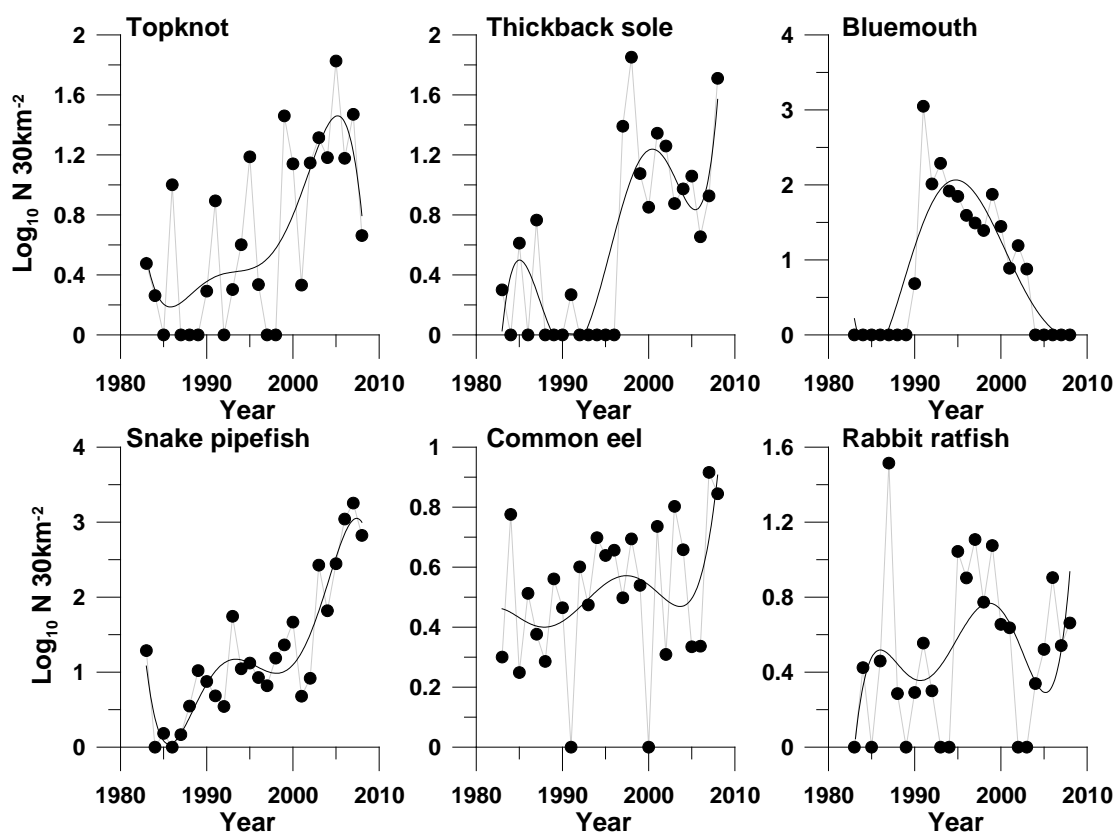 Topknot
Thickback sole
Bluemouth
Log₁₀ N 30km⁻²
2
1.6
1.2
0.8
0.4
0
2
1.6
1.2
0.8
0.4
0
4
3
2
1
0
1980 1990 2000 2010
1980 1990 2000 2010
1980 1990 2000 2010
Year
Year
Year
Snake pipefish
Common eel
Rabbit ratfish
Log₁₀ N 30km⁻²
4
3
2
1
0
1
0.8
0.6
0.4
0.2
0
1.6
1.2
0.8
0.4
0
1980 1990 2000 2010
1980 1990 2000 2010
1980 1990 2000 2010
Year
Year
Year